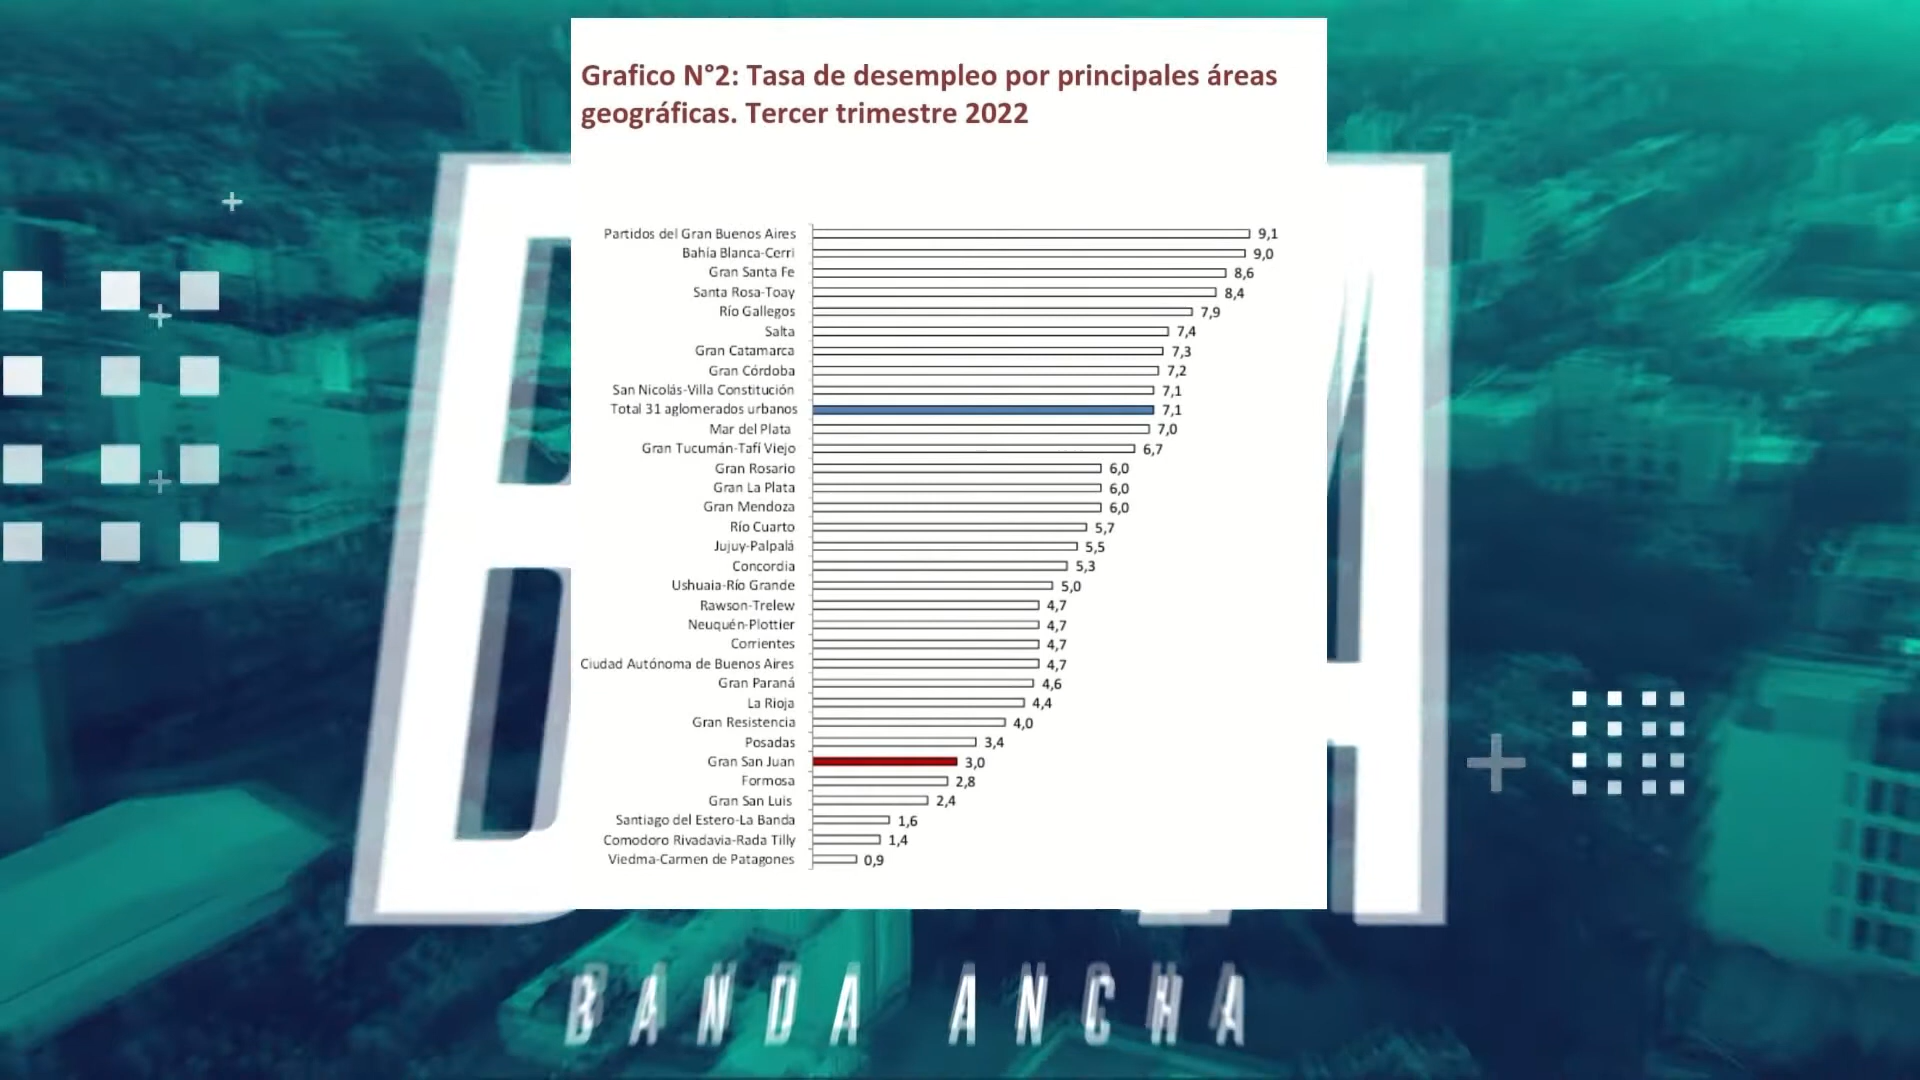 Grafico N°2: Tasa de desempleo por principales áreas
geográficas. Tercer trimestre 2022
Partidos del Gran Buenos Aires 9,1
Bahía Blanca-Cerri 9,0
Gran Santa Fe 8,6
Santa Rosa-Toay 8,4
Río Gallegos 7,9
Salta 7,4
Gran Catamarca 7,3
Gran Córdoba 7,2
San Nicolás-Villa Constitución 7,1
Total 31 aglomerados urbanos 7,1
Mar del Plata 7,0
Gran Tucumán-Tafí Viejo 6,7
Gran Rosario 6,0
Gran La Plata 6,0
Gran Mendoza 6,0
Río Cuarto 5,7
Jujuy-Palpalá 5,5
Concordia 5,3
Ushuaia-Río Grande 5,0
Rawson-Trelew 4,7
Neuquén-Plottier 4,7
Corrientes 4,7
Ciudad Autónoma de Buenos Aires 4,7
Gran Paraná 4,6
La Rioja 4,4
Gran Resistencia 4,0
Posadas 3,4
Gran San Juan 3,0
Formosa 2,8
Gran San Luis 2,4
Santiago del Estero-La Banda 1,6
Comodoro Rivadavia-Rada Tilly 1,4
Viedma-Carmen de Patagones 0,9
BANDA ANCHA